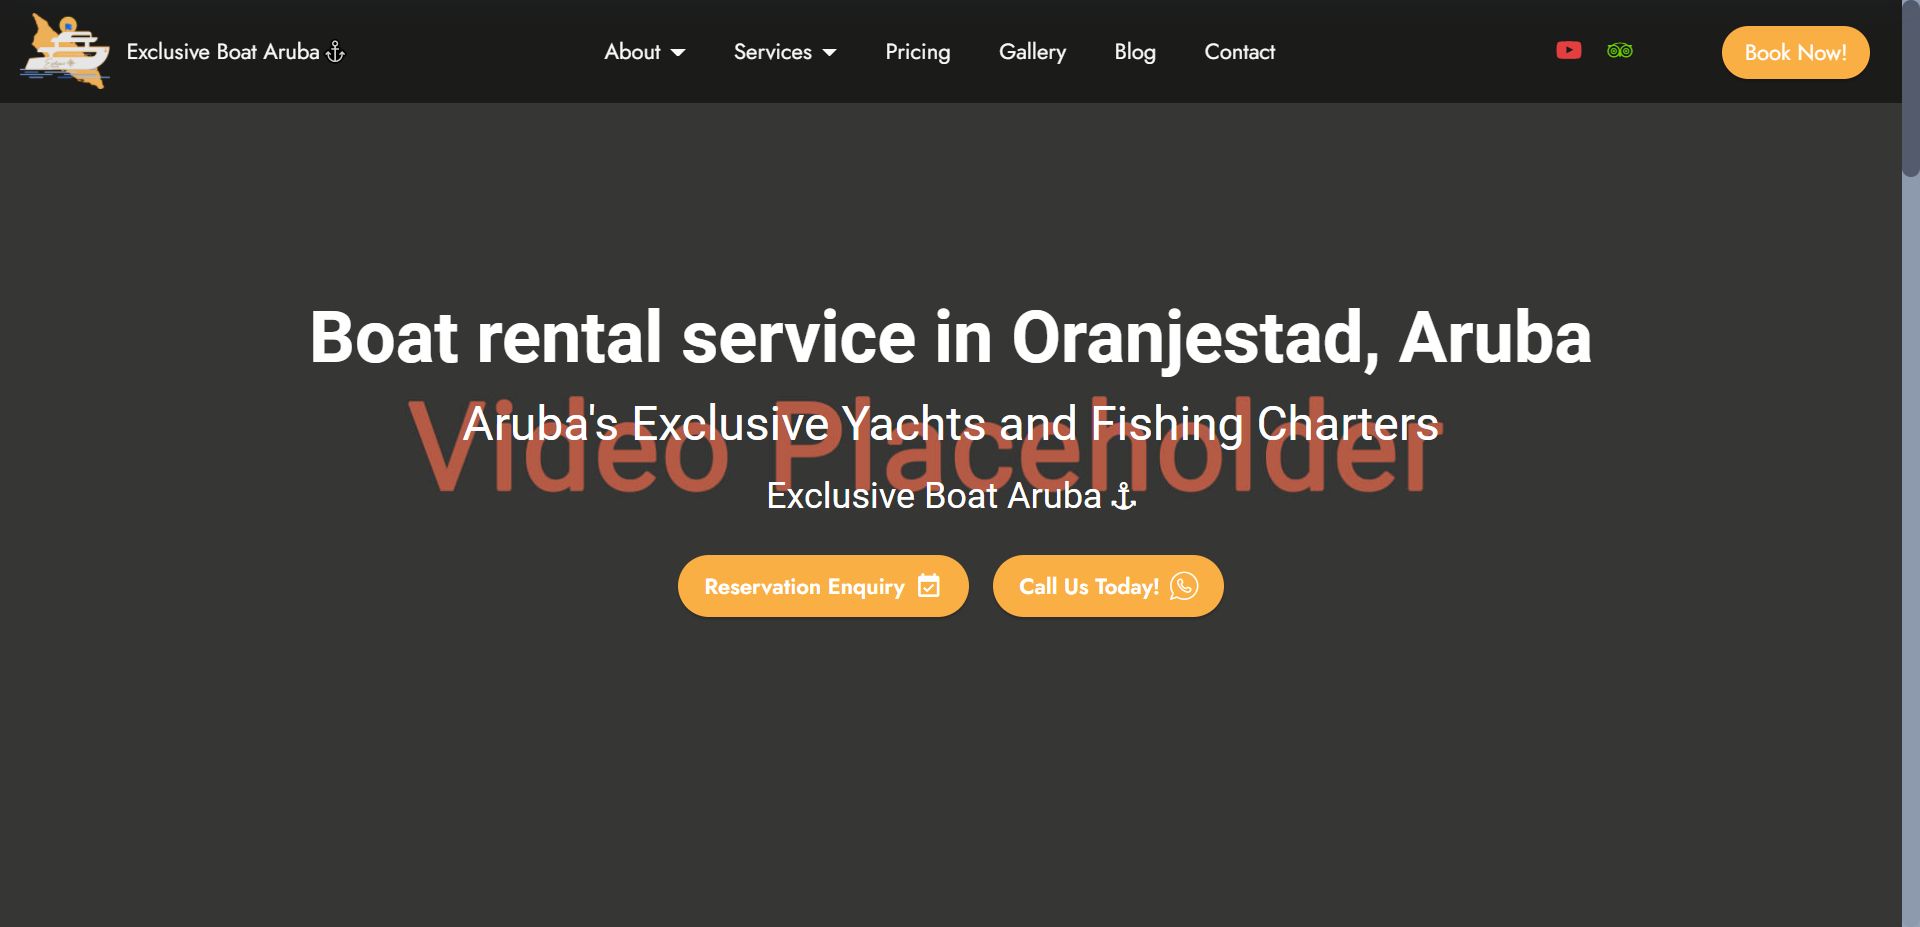 Exclusive Boat Aruba ⚓
About
Services
Pricing
Gallery
Blog
Contact
Book Now!
Boat rental service in Oranjestad, Aruba
Aruba's Exclusive Yachts and Fishing Charters
Video Placeholder
Exclusive Boat Aruba ⚓
Reservation Enquiry
Call Us Today!